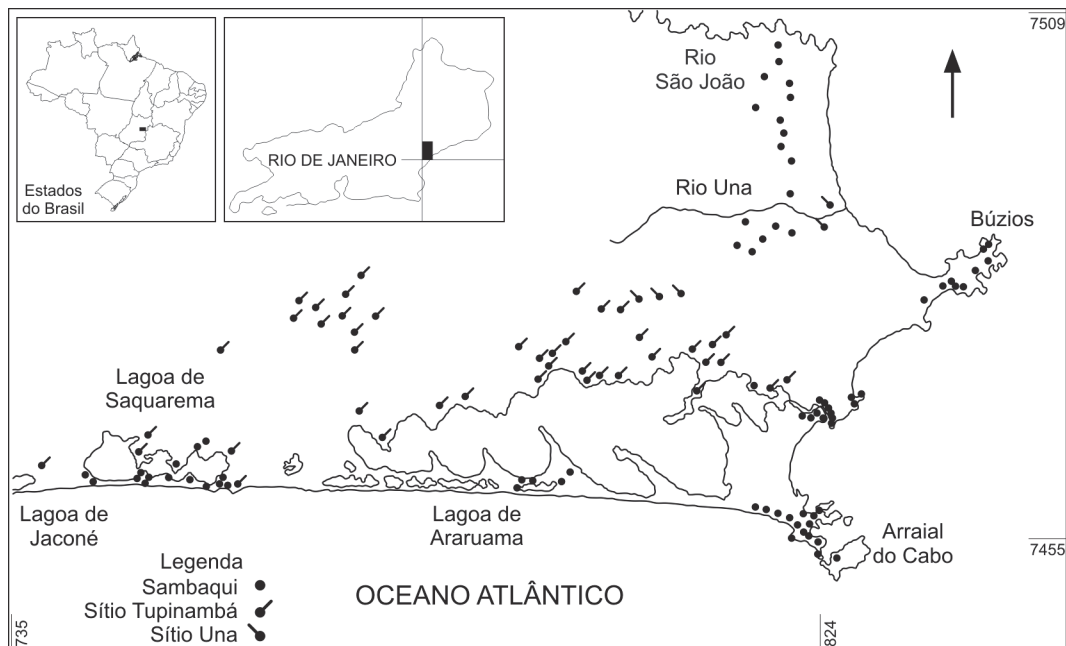 7509
Rio
São João
Estados
do Brasil
RIO DE JANEIRO
Rio Una
Búzios
Lagoa de
Saquarema
Lagoa de
Jaconé
Lagoa de
Araruama
Arraial
do Cabo
7455
Legenda
Sambaqui
Sítio Tupinambá
Sítio Una
OCEANO ATLÂNTICO
735
824